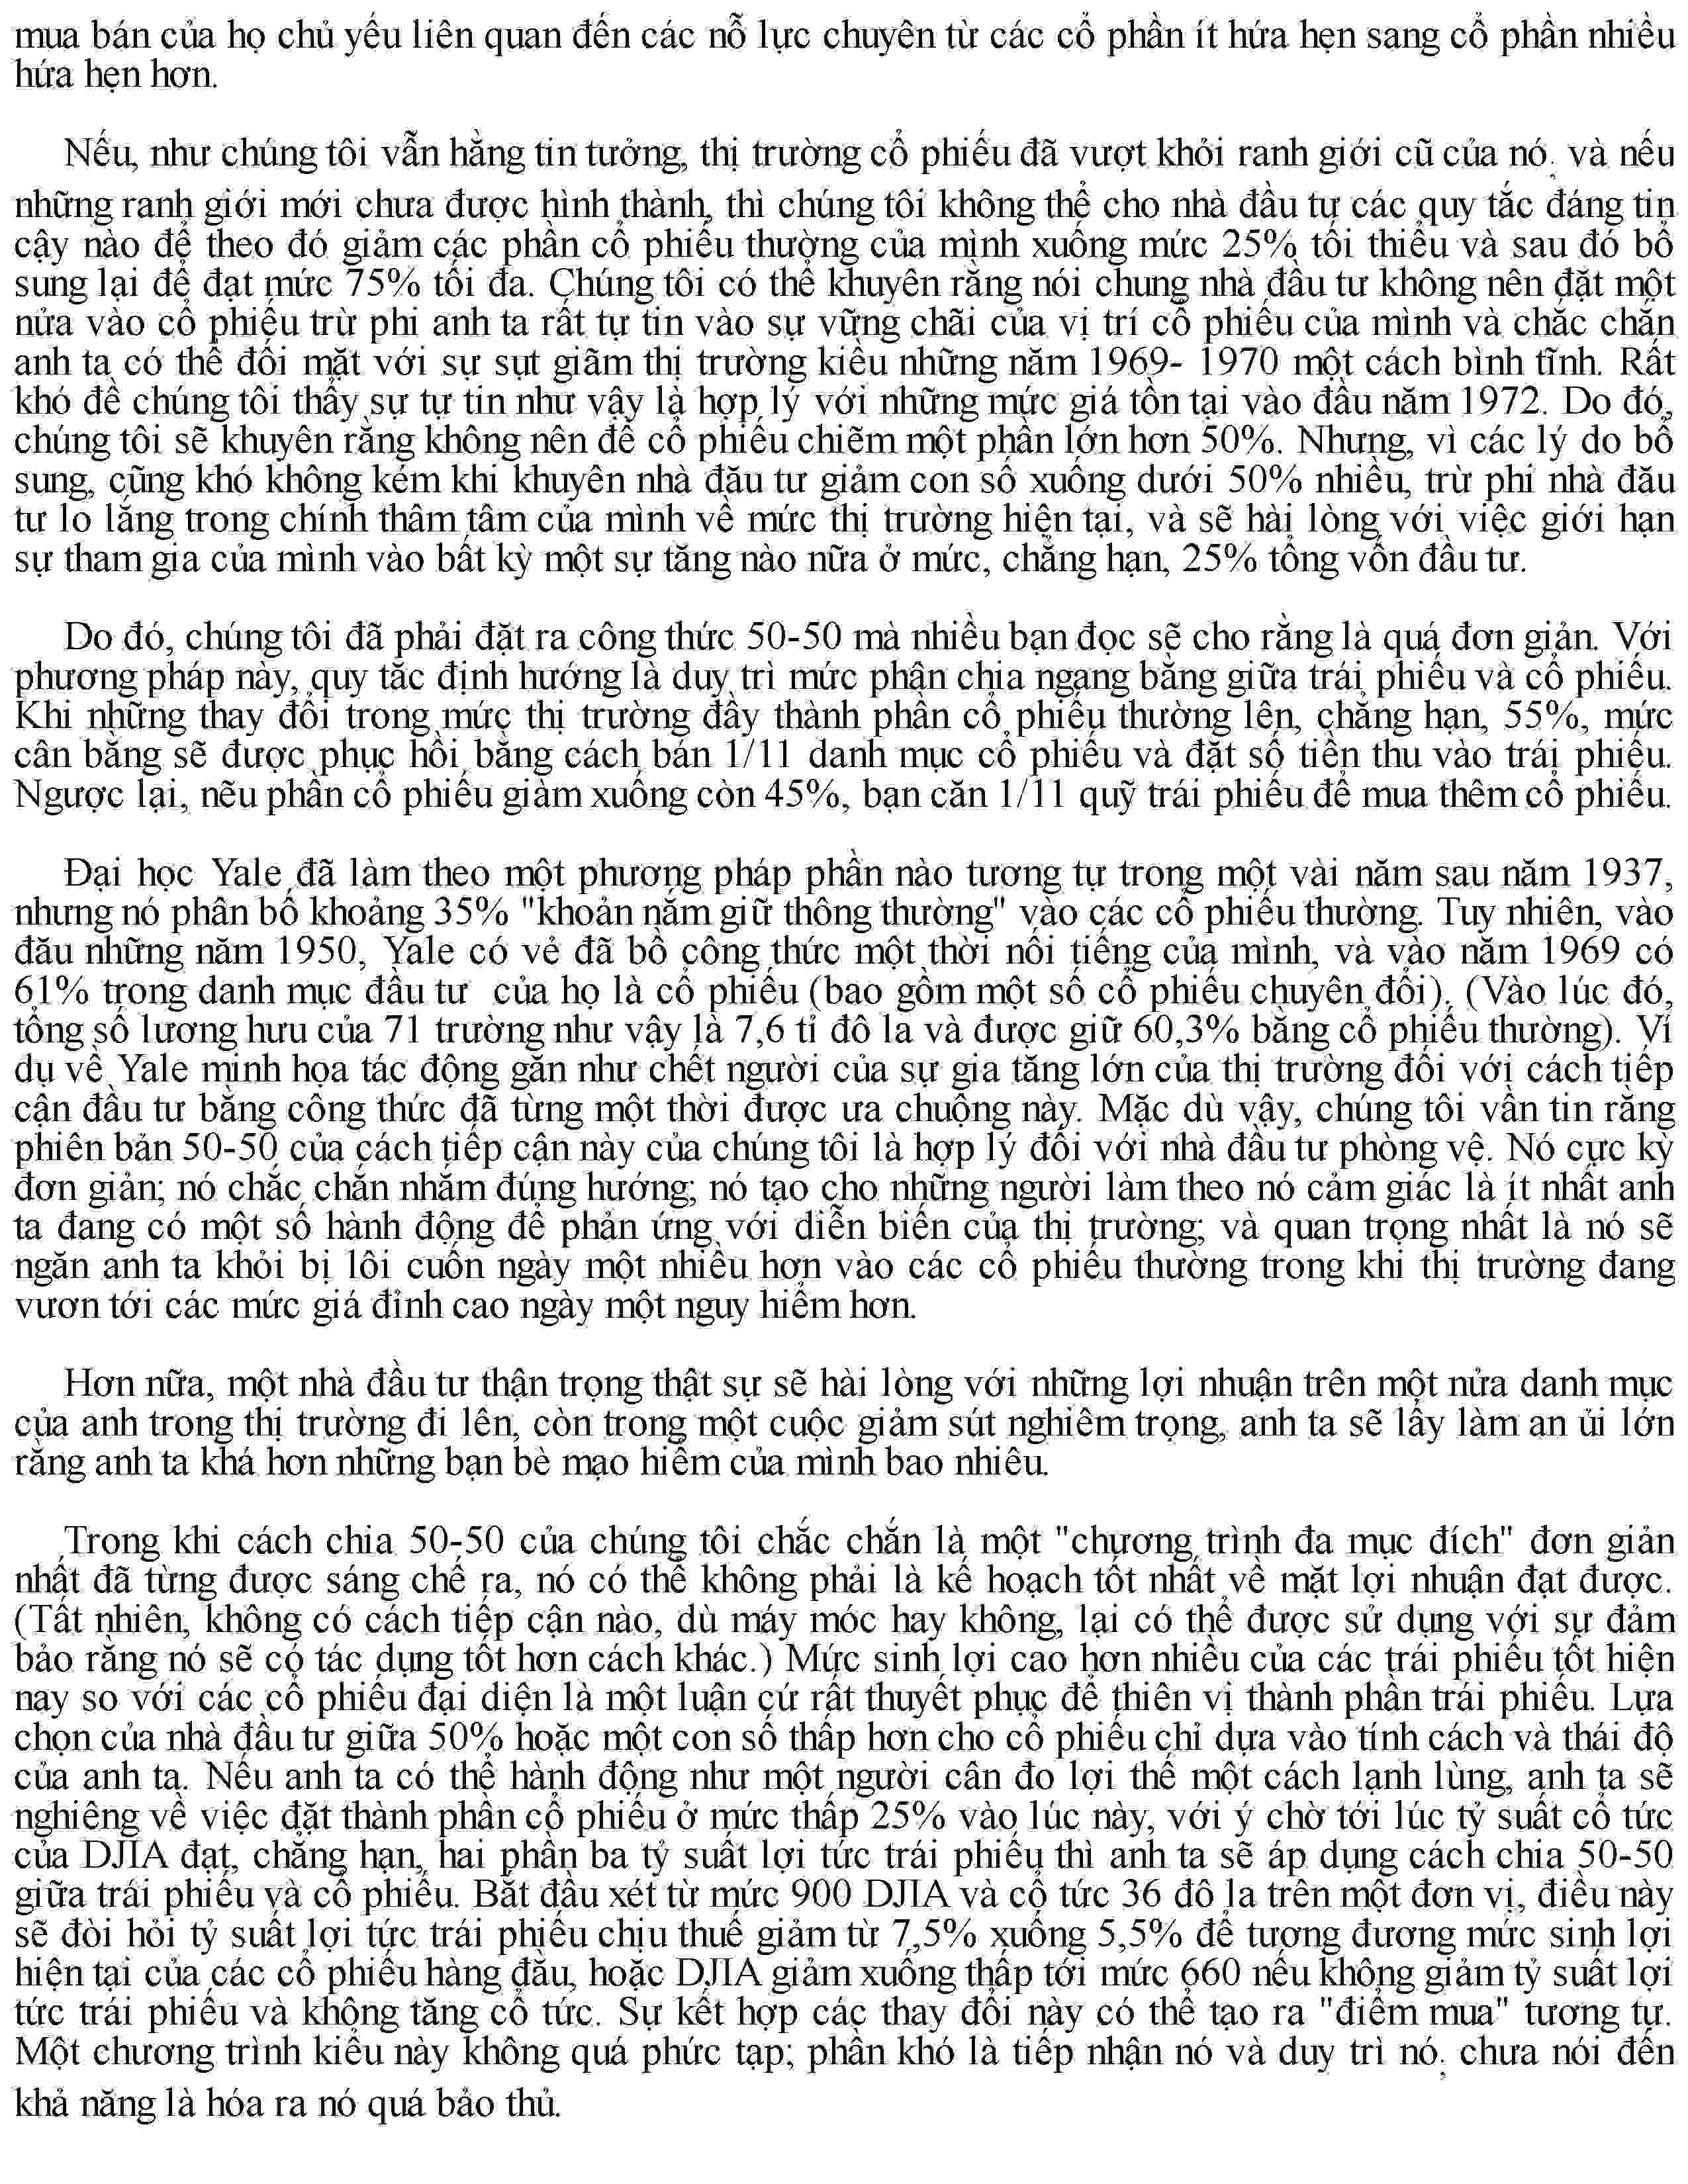 mua bán của họ chủ yếu liên quan đến các nỗ lực chuyên từ các cổ phần ít hứa hẹn sang cổ phần nhiều
hứa hẹn hơn.
Nếu, như chúng tôi vẫn hằng tin tưởng, thị trường cổ phiếu đã vượt khỏi ranh giới cũ của nó; và nếu
những ranh giới mới chưa được hình thành, thì chúng tôi không thể cho nhà đầu tư các quy tắc đáng tin
cậy nào để theo đó giảm các phần cổ phiếu thường của mình xuống mức 25% tối thiểu và sau đó bổ
sung lại để đạt mức 75% tối đa. Chúng tôi có thể khuyên rằng nói chung nhà đầu tư không nên đặt một
nửa vào cổ phiếu trừ phi anh ta rất tự tin vào sự vững chãi của vị trí cổ phiếu của mình và chắc chắn
anh ta có thể đối mặt với sự sụt giãm thị trường kiểu những năm 1969- 1970 một cách bình tĩnh. Rất
khó để chúng tôi thấy sự tự tin như vậy là hợp lý với những mức giá tồn tại vào đầu năm 1972. Do đó,
chúng tôi sẽ khuyên rằng không nên để cổ phiếu chiếm một phần lớn hơn 50%. Nhưng, vì các lý do bổ
sung, cũng khó không kém khi khuyên nhà đầu tư giảm con số xuống dưới 50% nhiều, trừ phi nhà đầu
tư lo lắng trong chính thâm tâm của mình về mức thị trường hiện tại, và sẽ hài lòng với việc giới hạn
sự tham gia của mình vào bất kỳ một sự tăng nào nữa ở mức, chẳng hạn, 25% tổng vốn đầu tư.
Do đó, chúng tôi đã phải đặt ra công thức 50-50 mà nhiều bạn đọc sẽ cho rằng là quá đơn giản. Với
phương pháp này, quy tắc định hướng là duy trì mức phân chia ngang bằng giữa trái phiếu và cổ phiếu.
Khi những thay đổi trong mức thị trường đẩy thành phần cổ phiếu thường lên, chẳng hạn, 55%, mức
cân bằng sẽ được phục hồi bằng cách bán 1/11 danh mục cổ phiếu và đặt số tiền thu vào trái phiếu.
Ngược lại, nếu phần cổ phiếu giảm xuống còn 45%, bạn cần 1/11 quỹ trái phiếu để mua thêm cổ phiếu.
Đại học Yale đã làm theo một phương pháp phần nào tương tự trong một vài năm sau năm 1937,
nhưng nó phân bổ khoảng 35% "khoản nắm giữ thông thường" vào các cổ phiếu thường. Tuy nhiên, vào
đầu những năm 1950, Yale có vẻ đã bỏ công thức một thời nổi tiếng của mình, và vào năm 1969 có
61% trong danh mục đầu tư của họ là cổ phiếu (bao gồm một số cổ phiếu chuyên đổi). (Vào lúc đó,
tổng số lương hưu của 71 trường như vậy là 7,6 tỉ đô la và được giữ 60,3% bằng cổ phiếu thường). Ví
dụ về Yale minh họa tác động gần như chết người của sự gia tăng lớn của thị trường đối với cách tiếp
cận đầu tư bằng công thức đã từng một thời được ưa chuộng này. Mặc dù vậy, chúng tôi vẫn tin rằng
phiên bản 50-50 của cách tiếp cận này của chúng tôi là hợp lý đối với nhà đầu tư phòng vệ. Nó cực kỳ
đơn giản; nó chắc chắn nhắm đúng hướng; nó tạo cho những người làm theo nó cảm giác là ít nhất anh
ta đang có một số hành động để phản ứng với diễn biến của thị trường; và quan trọng nhất là nó sẽ
ngăn anh ta khỏi bị lôi cuốn ngày một nhiều hơn vào các cổ phiếu thường trong khi thị trường đang
vươn tới các mức giá đỉnh cao ngày một nguy hiểm hơn.
Hơn nữa, một nhà đầu tư thận trọng thật sự sẽ hài lòng với những lợi nhuận trên một nửa danh mục
của anh trong thị trường đi lên, còn trong một cuộc giảm sút nghiêm trọng, anh ta sẽ lấy làm an ủi lớn
rằng anh ta khá hơn những bạn bè mạo hiểm của mình bao nhiêu.
Trong khi cách chia 50-50 của chúng tôi chắc chắn là một "chương trình đa mục đích" đơn giản
nhất đã từng được sáng chế ra, nó có thể không phải là kế hoạch tốt nhất về mặt lợi nhuận đạt được.
(Tất nhiên, không có cách tiếp cận nào, dù máy móc hay không, lại có thể được sử dụng với sự đảm
bảo rằng nó sẽ có tác dụng tốt hơn cách khác.) Mức sinh lợi cao hơn nhiều của các trái phiếu tốt hiện
nay so với các cổ phiếu đại diện là một luận cứ rất thuyết phục để thiên vị thành phần trái phiếu. Lựa
chọn của nhà đầu tư giữa 50% hoặc một con số thấp hơn cho cổ phiếu chỉ dựa vào tính cách và thái độ
của anh ta. Nếu anh ta có thể hành động như một người cân đo lợi thế một cách lạnh lùng, anh ta sẽ
nghiêng về việc đặt thành phần cổ phiếu ở mức thấp 25% vào lúc này, với ý chờ tới lúc tỷ suất cổ tức
của DJIA đạt, chẳng hạn, hai phần ba tỷ suất lợi tức trái phiếu thì anh ta sẽ áp dụng cách chia 50-50
giữa trái phiếu và cổ phiếu. Bắt đầu xét từ mức 900 DJIA và cổ tức 36 đô la trên một đơn vị, điều này
sẽ đòi hỏi tỷ suất lợi tức trái phiếu chịu thuế giảm từ 7,5% xuống 5,5% để tương đương mức sinh lợi
hiện tại của các cổ phiếu hàng đầu, hoặc DJIA giảm xuống thấp tới mức 660 nếu không giảm tỷ suất lợi
tức trái phiếu và không tăng cổ tức. Sự kết hợp các thay đổi này có thể tạo ra "điểm mua" tương tự.
Một chương trình kiểu này không quá phức tạp; phần khó là tiếp nhận nó và duy trì nó; chưa nói đến
khả năng là hóa ra nó quá bảo thủ.